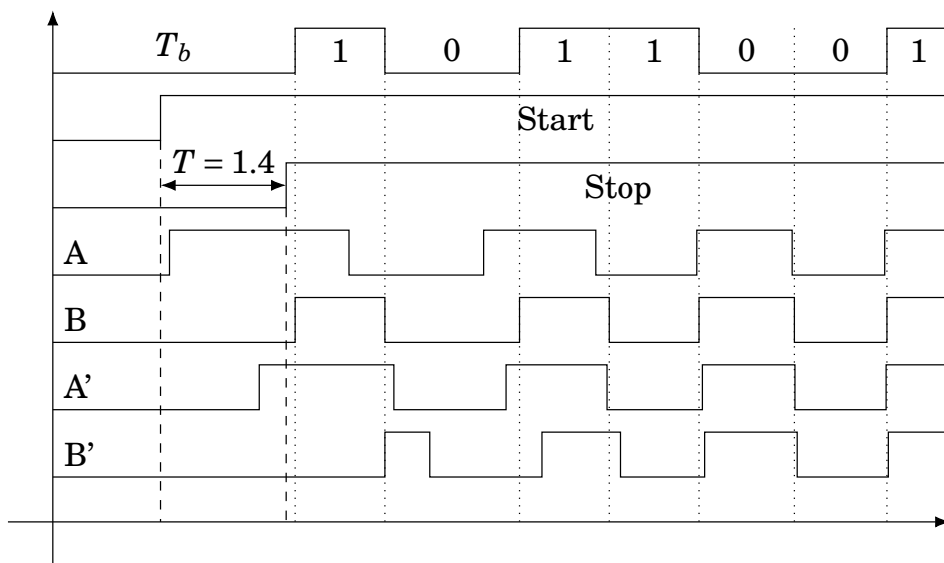 T_b 1 0 1 1 0 0 1
Start
T = 1.4
Stop
A
B
A’
B’